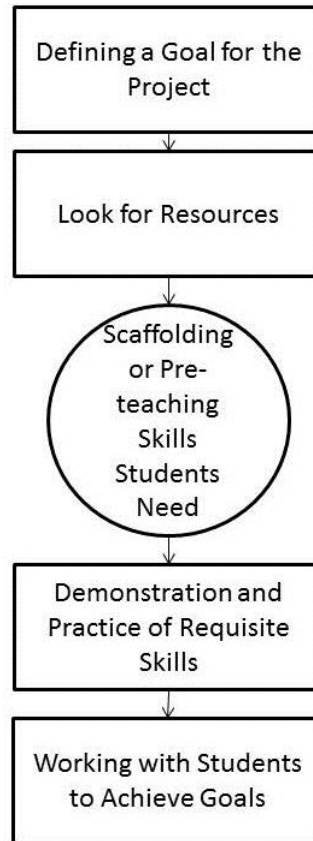 Defining a Goal for the
Project
Look for Resources
Scaffolding
or Pre-
teaching
Skills
Students
Need
Demonstration and
Practice of Requisite
Skills
Working with Students
to Achieve Goals